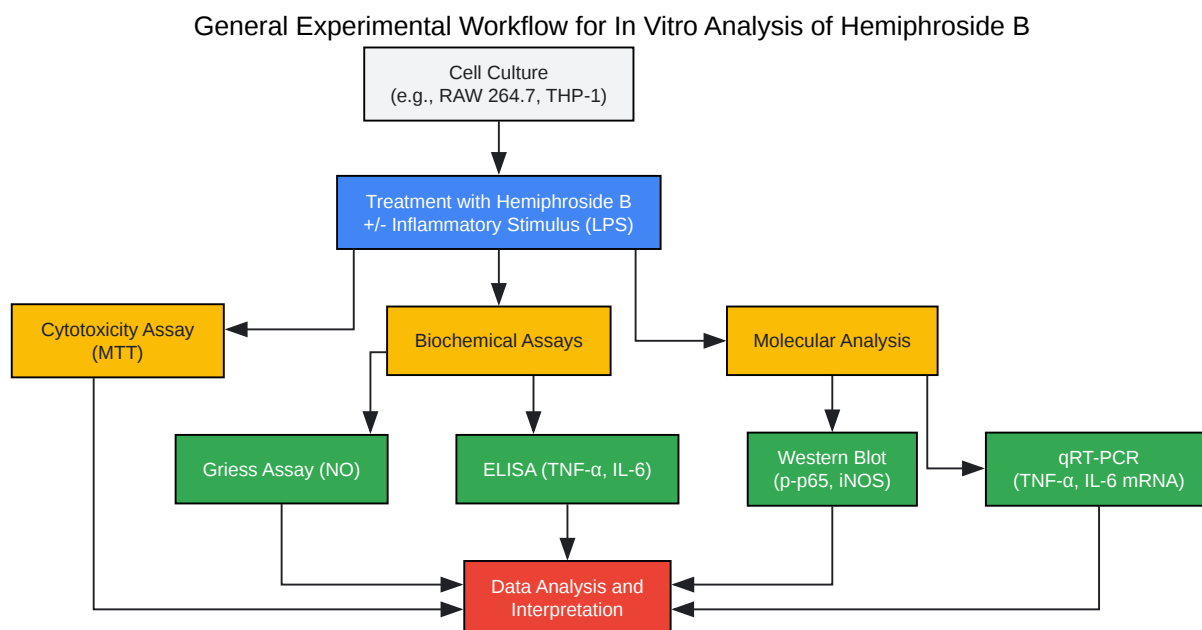 General Experimental Workflow for In Vitro Analysis of Hemiphroside B
Cell Culture
(e.g., RAW 264.7, THP-1)
Treatment with Hemiphroside B
+/- Inflammatory Stimulus (LPS)
Cytotoxicity Assay
(MTT)
Biochemical Assays
Molecular Analysis
Griess Assay (NO)
ELISA (TNF-α, IL-6)
Western Blot
(p-p65, iNOS)
qRT-PCR
(TNF-α, IL-6 mRNA)
Data Analysis and
Interpretation